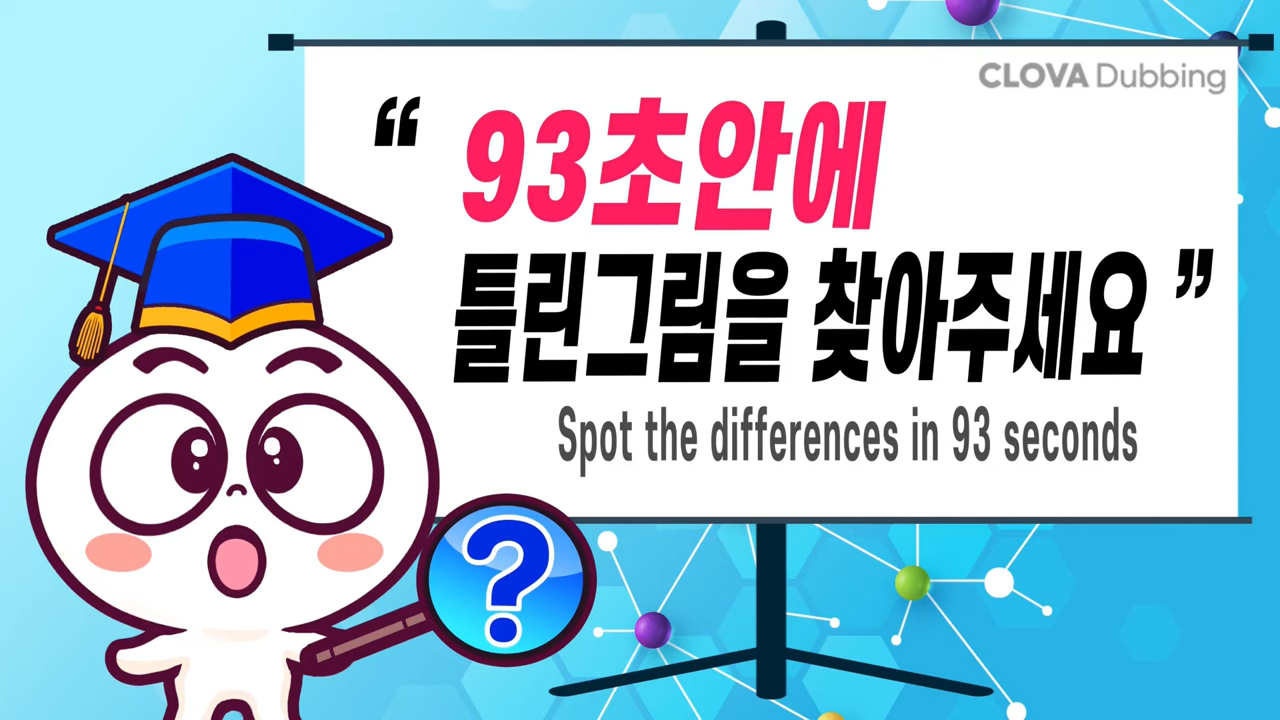 CLOVA Dubbing
“ 93초안에
틀린그림을 찾아주세요 ”
Spot the differences in 93 seconds
?